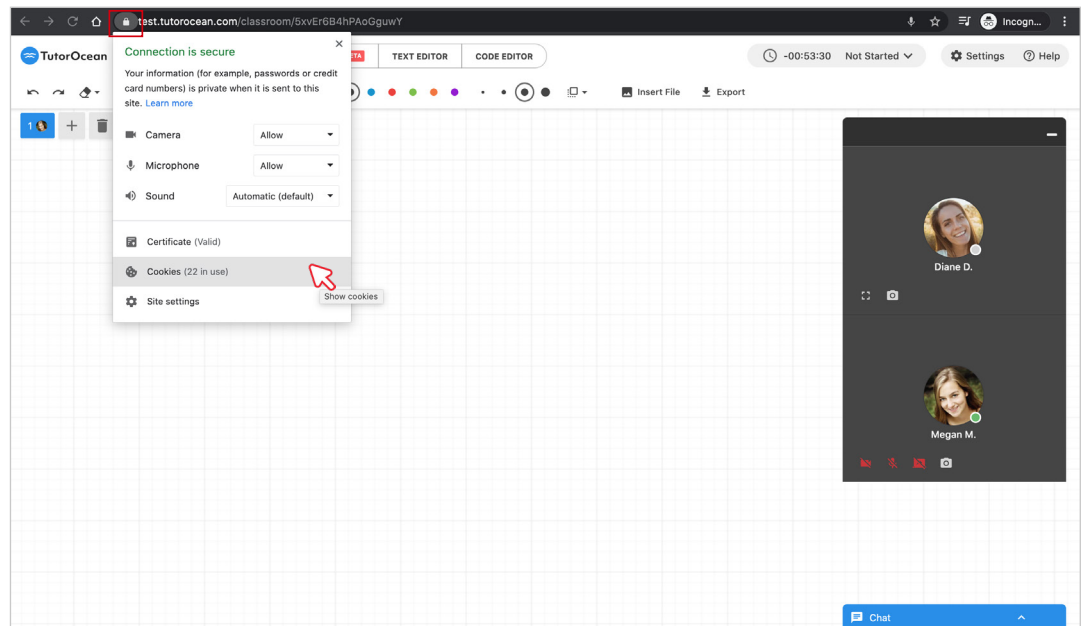 test.tutorocean.com/classroom/5xvEr6B4hPAoGguwY
Incogn...
TutorOcean
ETA
TEXT EDITOR
CODE EDITOR
-00:53:30 Not Started
Settings
Help
Insert File
Export
1
Connection is secure
Your information (for example, passwords or credit
card numbers) is private when it is sent to this
site. Learn more
Camera Allow
Microphone Allow
Sound Automatic (default)
Certificate (Valid)
Cookies (22 in use)
Show cookies
Site settings
Diane D.
Megan M.
Chat